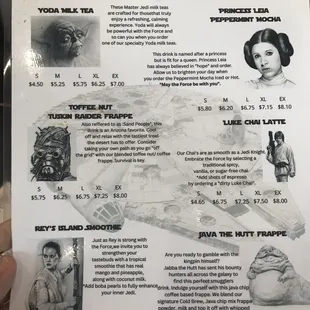 YODA MILK TEA
These Master Jedi milk teas
are crafted for those that truly
enjoy a refreshing, calming
experience. Yoda will always
be powerful with the Force and
so can you when you order
one of our specialty Yoda milk teas.
S M L XL EX
$4.50 $5.25 $5.75 $6.25 $7.00
PRINCESS LEIA
PEPPERMINT MOCHA
This drink is named after a princess
but is fit for a queen. Princess Leia
has always believed in "hope" and order.
Allow us to brighten your day when
you order the Peppermint Mocha Iced or Hot.
"May the Force be with you".
S M L XL EX
$5.80 $6.20 $6.75 $7.15 $8.10
TOFFEE NUT
TUSKIN RAIDER FRAPPE
Also reffered to as 'Sand People", this
drink is an Arucina favorite. Cool
off and relax with the tastiest treat
the desert has to offer. Consider
taking your own path as you go "off
the grid" with our blended toffee nut/ coffee
frappe. Survival is key.
S M L XL EX
$5.75 $6.25 $6.75 $7.25 $8.00
LUKE CHAI LATTE
Our Chai's are as smooth as a Jedi Knight.
Embrace the Force by selecting
a traditional spicy,
vanilla, or sugar-free chai.
*Add shots of espresso
by ordering a "dirty Luke Chai".
S M L XL EX
$4.65 $6.75 $7.35 $7.50 $8.00
REY'S ISLAND SMOOTHIE
Just as Rey is strong with
the Force,we invite you to
strengthen your
tastebuds with a tropical
smoothie that has real
mango and pineapple,
along with coconut milk.
*Add boba pearls to fully enhance
your inner Jedi.
JAVA THE HUTT FRAPPE
Are you ready to gamble with the
kingpin himself?
Jabba the Hutt has sent his bounty
hunters all across the galaxy to
find this perfect smugglers
drink. Indulge yourself with this java chip
coffee based frappe. We blend our
signature Cold Brew, Java chip mix frappe
powder, milk and top it off with whipped